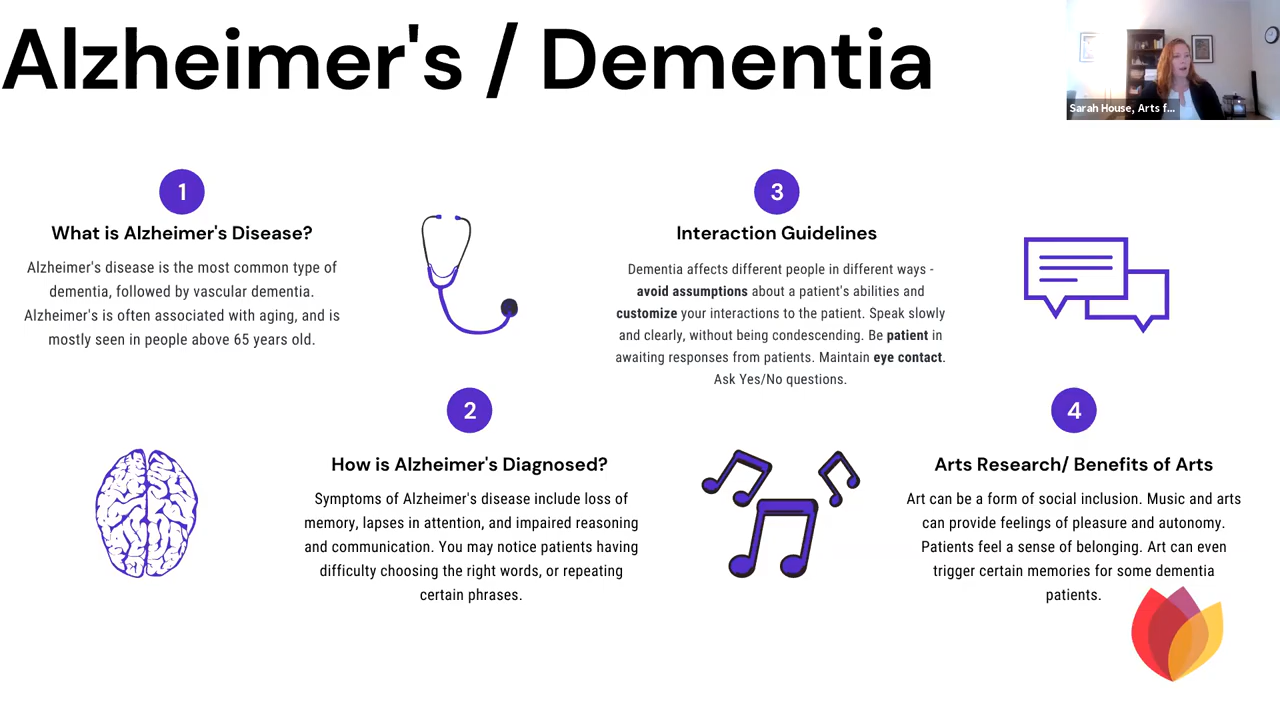 Alzheimer's / Dementia
Sarah House, Arts f...
1
What is Alzheimer's Disease?
Alzheimer's disease is the most common type of
dementia, followed by vascular dementia.
Alzheimer's is often associated with aging, and is
mostly seen in people above 65 years old.
2
How is Alzheimer's Diagnosed?
Symptoms of Alzheimer's disease include loss of
memory, lapses in attention, and impaired reasoning
and communication. You may notice patients having
difficulty choosing the right words, or repeating
certain phrases.
3
Interaction Guidelines
Dementia affects different people in different ways -
avoid assumptions about a patient's abilities and
customize your interactions to the patient. Speak slowly
and clearly, without being condescending. Be patient in
awaiting responses from patients. Maintain eye contact.
Ask Yes/No questions.
4
Arts Research/ Benefits of Arts
Art can be a form of social inclusion. Music and arts
can provide feelings of pleasure and autonomy.
Patients feel a sense of belonging. Art can even
trigger certain memories for some dementia
patients.